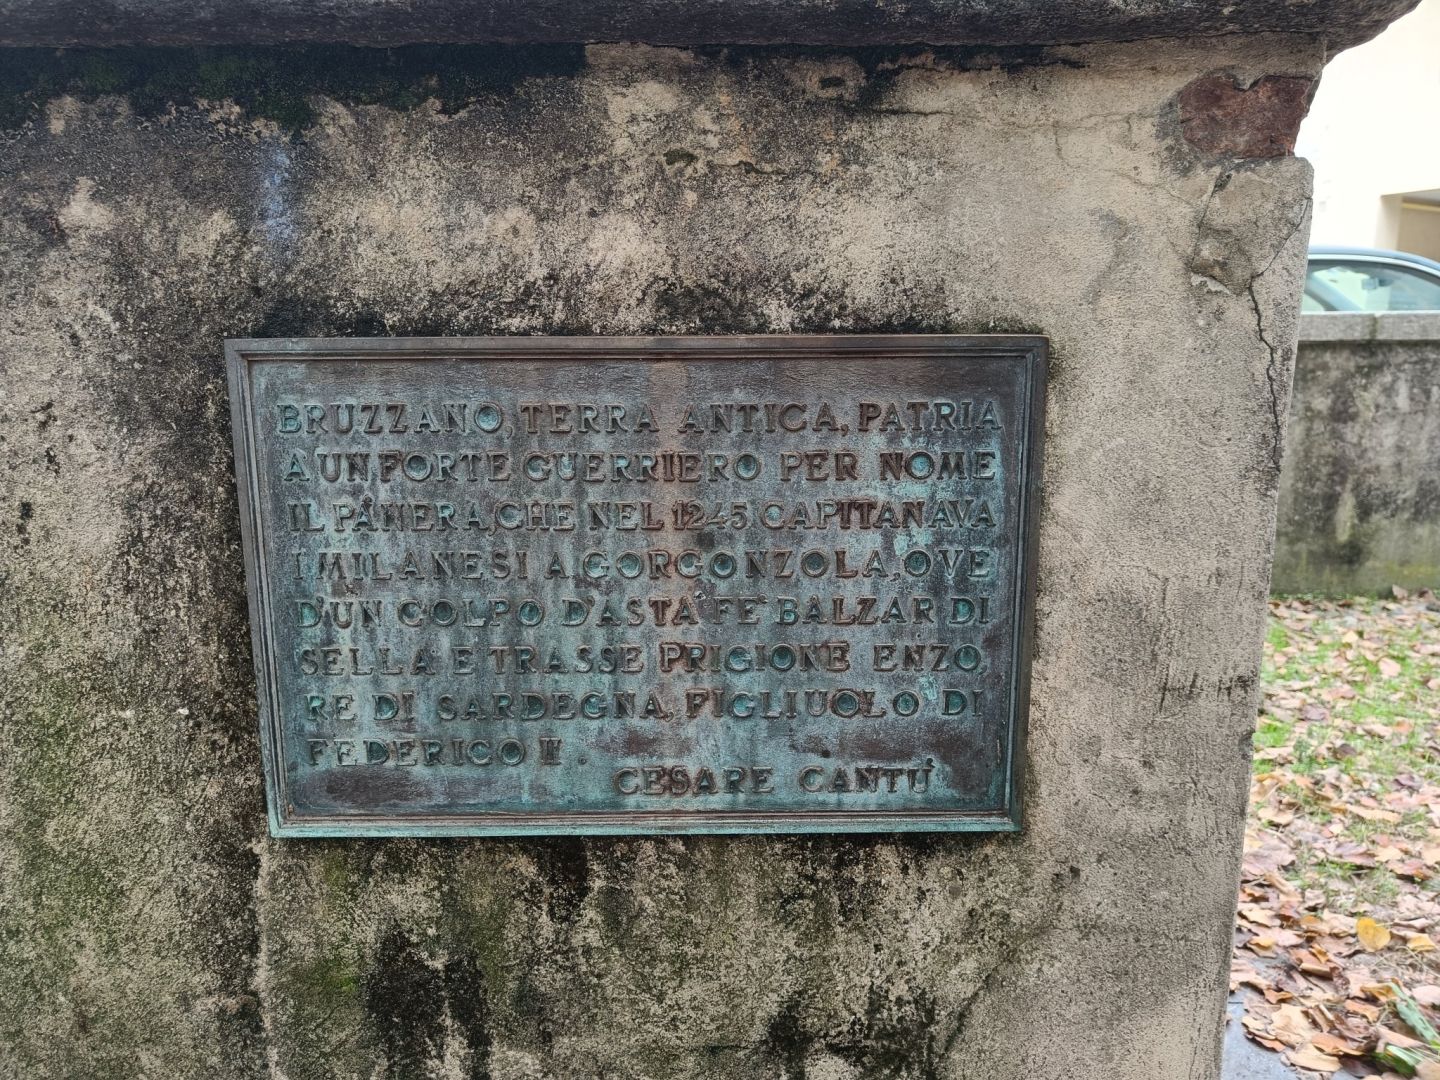 BRUZZANO, TERRA ANTICA, PATRIA
A UN FORTE GUERRIERO PER NOME
IL PANERA, CHE NEL 1245 CAPITANAVA
I MILANESI A GORGONZOLA, OVE
D'UN COLPO D'ASTA FE' BALZAR DI
SELLA E TRASSE PRIGIONE ENZO,
RE DI SARDEGNA, FIGLIUOLO DI
FEDERICO II.
CESARE CANTU'